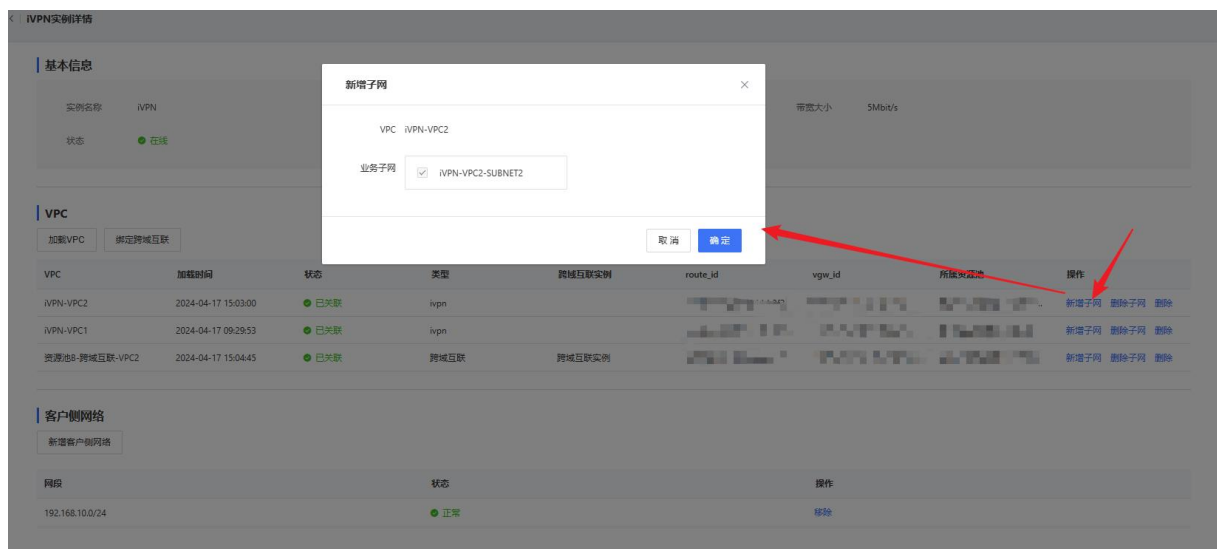 iVPN实例详情
基本信息
实例名称 iVPN 带宽大小 5Mbit/s
状态 在线
新增子网
VPC iVPN-VPC2
业务子网 iVPN-VPC2-SUBNET2
取消 确定
VPC
加载VPC 绑定跨域互联
VPC 加载时间 状态 类型 跨域互联实例 route_id vgw_id 所属资源池 操作
iVPN-VPC2 2024-04-17 15:03:00 已关联 ivpn 新增子网 删除子网 删除
iVPN-VPC1 2024-04-17 09:29:53 已关联 ivpn 新增子网 删除子网 删除
资源池8-跨域互联-VPC2 2024-04-17 15:04:45 已关联 跨域互联 跨域互联实例 新增子网 删除子网 删除
客户侧网络
新增客户侧网络
网段 状态 操作
192.168.10.0/24 正常 移除